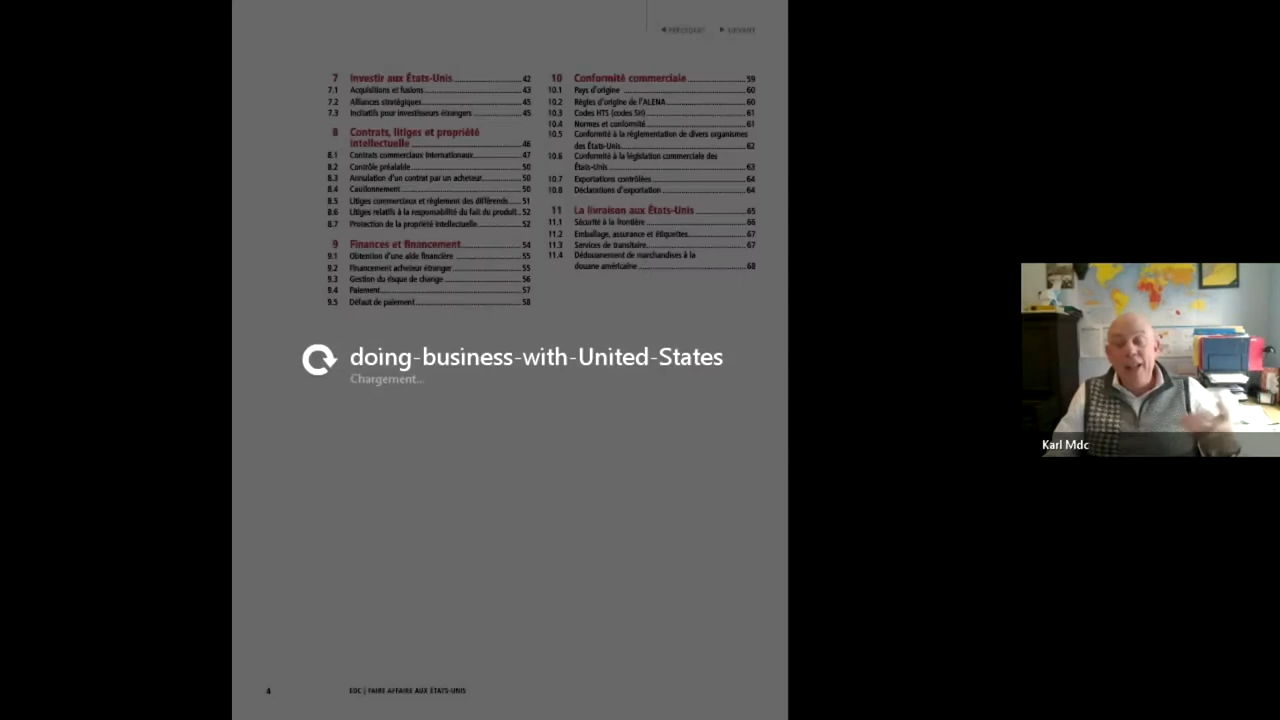 ◀ PRÉCÉDENT ▶ SUIVANT
7 Investir aux États-Unis 42
7.1 Acquisitions et fusions 43
7.2 Alliances stratégiques 45
7.3 Incitatifs pour investisseurs étrangers 45
8 Contrats, litiges et propriété
intellectuelle 46
8.1 Contrats commerciaux internationaux 47
8.2 Contrôle préalable 50
8.3 Annulation d'un contrat par un acheteur 50
8.4 Cautionnement 50
8.5 Litiges commerciaux et règlement des différends 51
8.6 Litiges relatifs à la responsabilité du fait du produit 52
8.7 Protection de la propriété intellectuelle 52
9 Finances et financement 54
9.1 Obtention d'une aide financière 55
9.2 Financement acheteur étranger 55
9.3 Gestion du risque de change 56
9.4 Paiement 57
9.5 Défaut de paiement 58
10 Conformité commerciale 59
10.1 Pays d'origine 60
10.2 Règles d'origine de l'ALENA 60
10.3 Codes HTS (codes SH) 61
10.4 Normes et conformité 61
10.5 Conformité à la réglementation de divers organismes
des États-Unis 62
10.6 Conformité à la législation commerciale des
États-Unis 63
10.7 Exportations contrôlées 64
10.8 Déclarations d'exportation 64
11 La livraison aux États-Unis 65
11.1 Sécurité à la frontière 66
11.2 Emballage, assurance et étiquettes 67
11.3 Services de transitaire 67
11.4 Dédouanement de marchandises à la
douane américaine 68
doing-business-with-United-States
Chargement...
Karl Mdc
4 EDC | FAIRE AFFAIRE AUX ÉTATS-UNIS